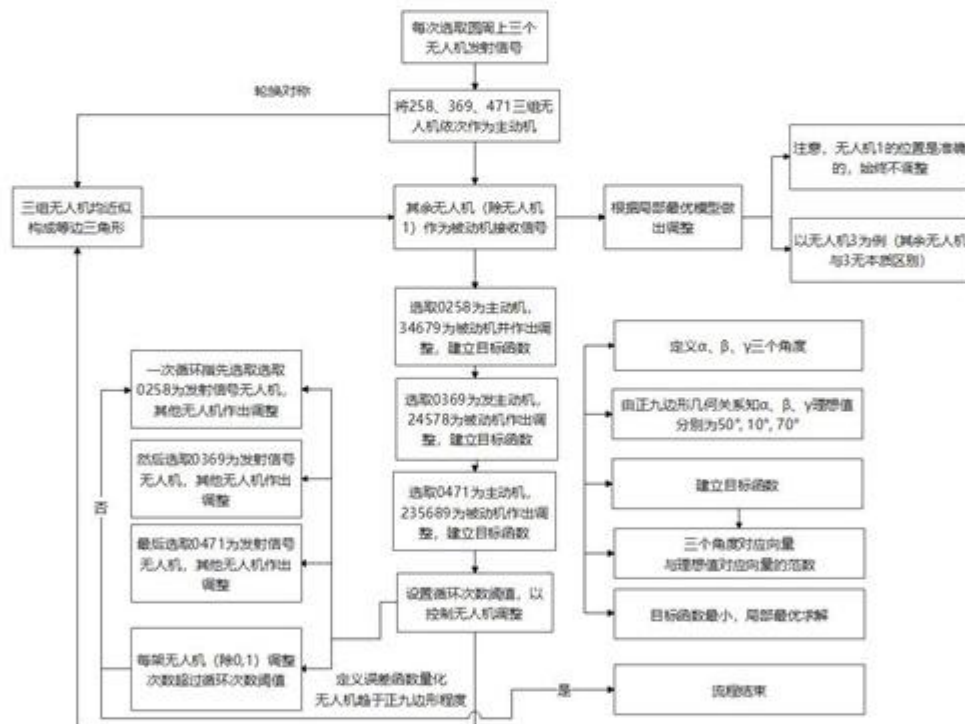 每次选取圆周上三个
无人机发射信号
轮换对称
将258、369、471三组无
人机依次作为主动机
注意，无人机1的位置是准确
的，始终不调整
三组无人机均近似
构成等边三角形
其余无人机（除无人机
1）作为被动机接收信号
根据局部最优模型做
出调整
以无人机3为例（其余无人机
与3无本质区别）
选取0258为主动机，
34679为被动机并作出调
整，建立目标函数
定义α、β、γ三个角度
一次循环指先选取选取
0258为发射信号无人机，
其他无人机作出调整
选取0369为发主动机，
24578为被动机作出调
整，建立目标函数
由正九边形几何关系知α、β、γ理想值
分别为50°, 10°, 70°
然后选取0369为发射信号
无人机，其他无人机作出
调整
否
选取0471为主动机，
235689为被动机作出调
整，建立目标函数
建立目标函数
最后选取0471为发射信号
无人机，其他无人机作出
调整
三个角度对应向量
与理想值对应向量的范数
设置循环次数阈值，以
控制无人机调整
目标函数最小、局部最优求解
每架无人机（除0,1）调整
次数超过循环次数阈值
定义误差函数量化
无人机趋于正九边形程度
是
流程结束